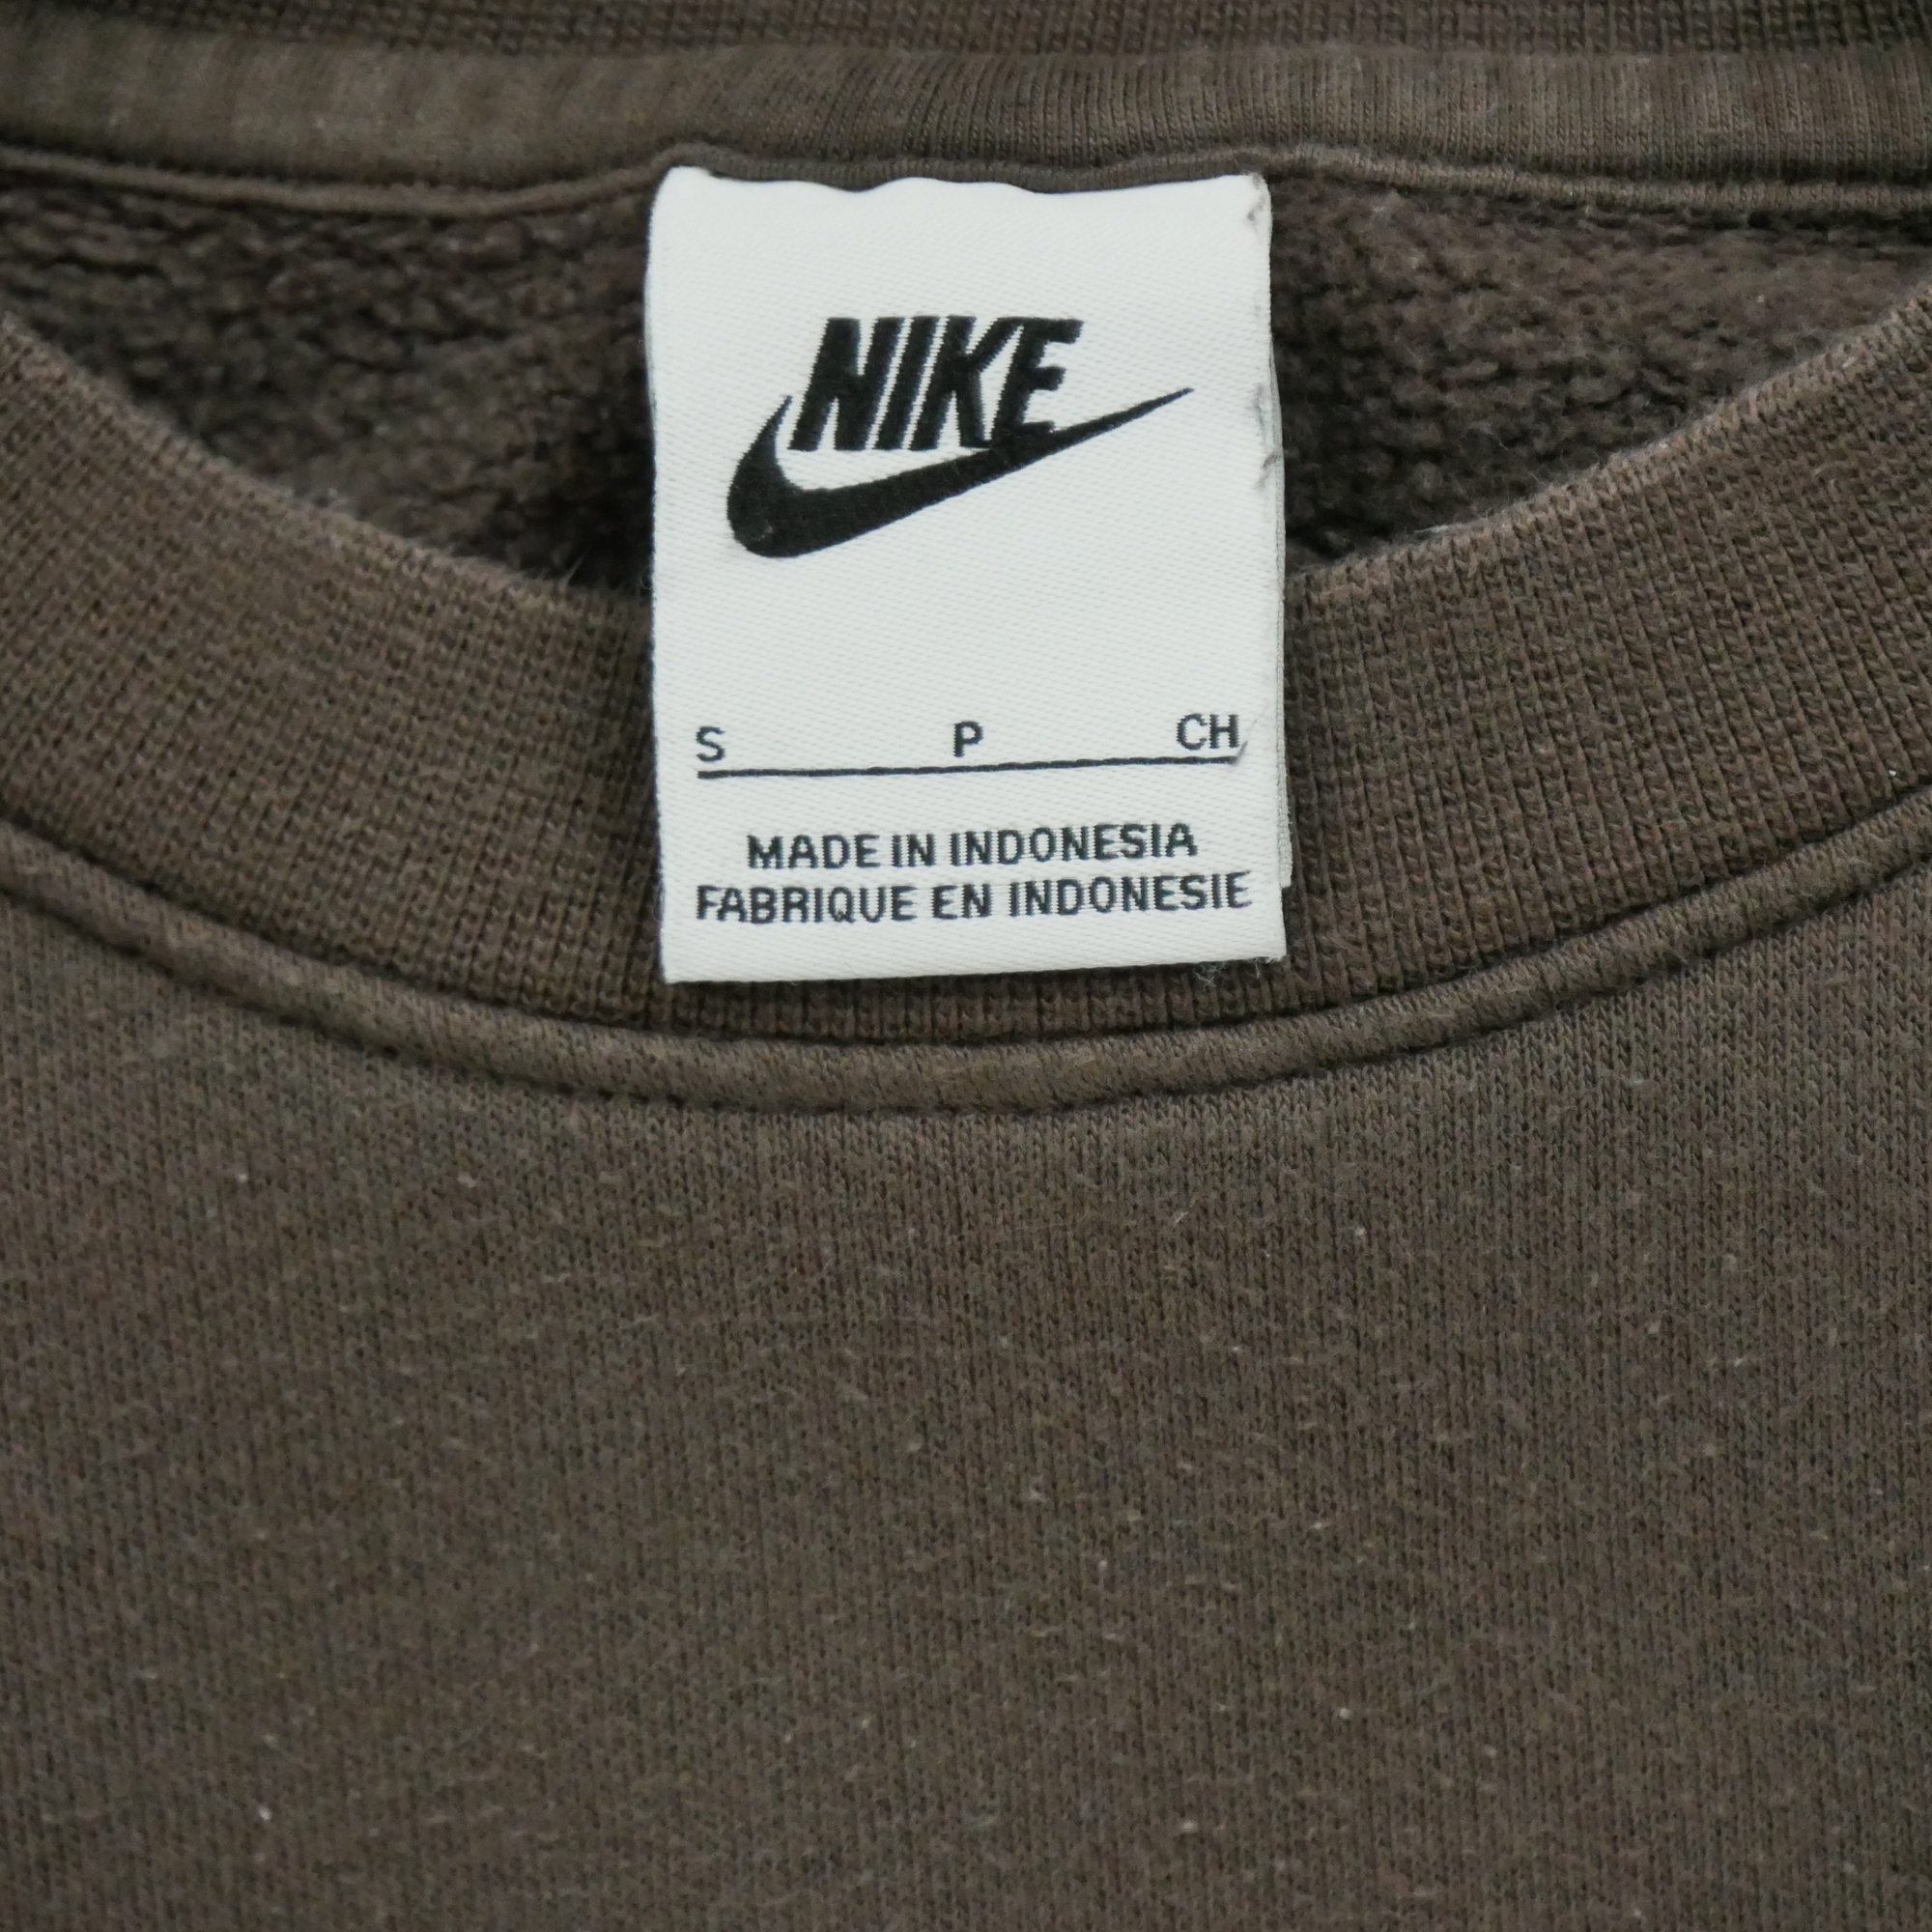 NIKE
S P CH
MADE IN INDONESIA
FABRIQUE EN INDONESIE